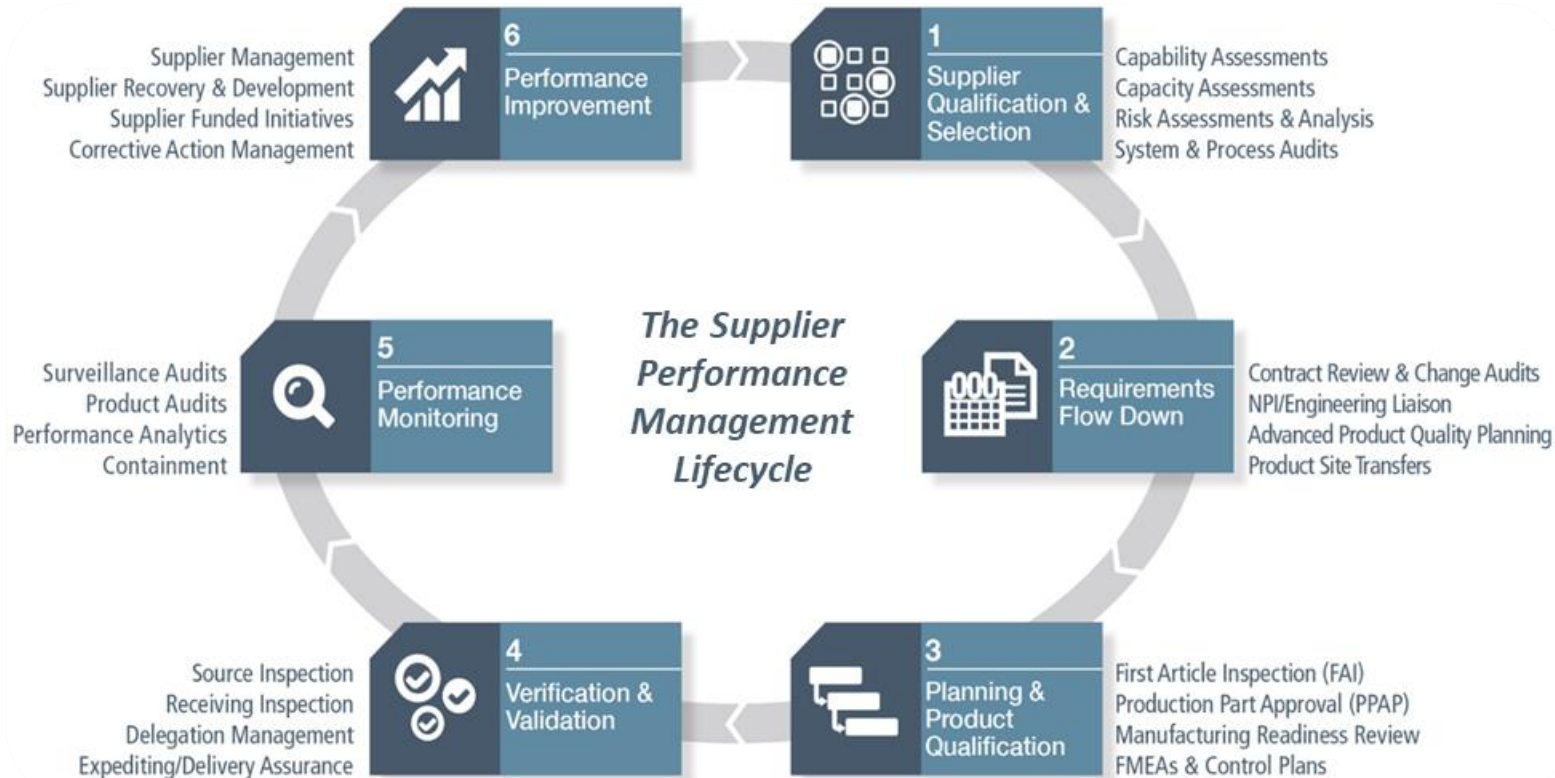 6
Performance
Improvement
Supplier Management
Supplier Recovery & Development
Supplier Funded Initiatives
Corrective Action Management
1
Supplier
Qualification &
Selection
Capability Assessments
Capacity Assessments
Risk Assessments & Analysis
System & Process Audits
The Supplier
Performance
Management
Lifecycle
5
Performance
Monitoring
Surveillance Audits
Product Audits
Performance Analytics
Containment
2
Requirements
Flow Down
Contract Review & Change Audits
NPI/Engineering Liaison
Advanced Product Quality Planning
Product Site Transfers
4
Verification &
Validation
Source Inspection
Receiving Inspection
Delegation Management
Expediting/Delivery Assurance
3
Planning &
Product
Qualification
First Article Inspection (FAI)
Production Part Approval (PPAP)
Manufacturing Readiness Review
FMEAs & Control Plans